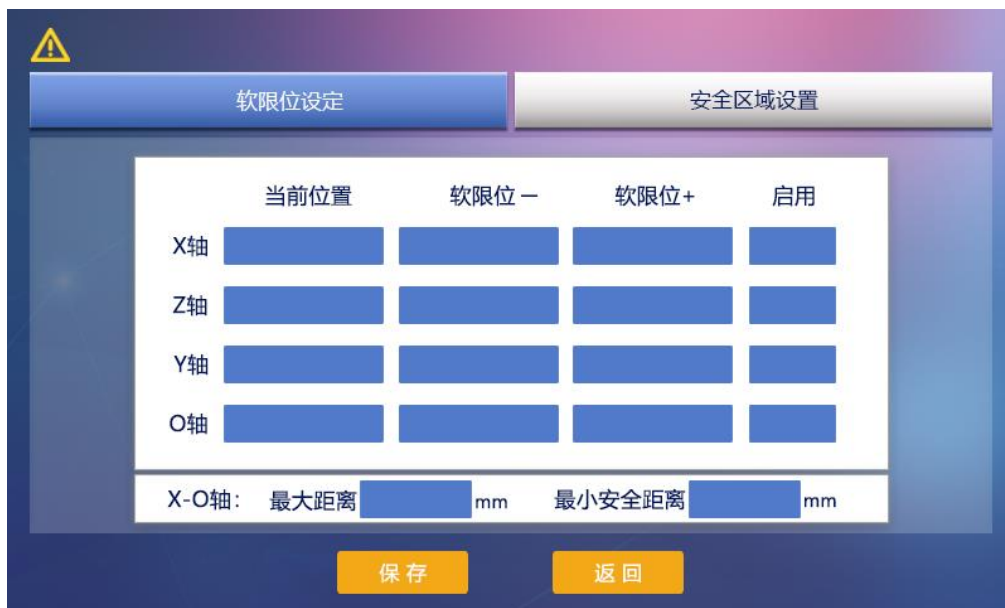 软限位设定 安全区域设置
当前位置 软限位－ 软限位+ 启用
X轴
Z轴
Y轴
O轴
X-O轴： 最大距离 mm 最小安全距离 mm
保存 返回